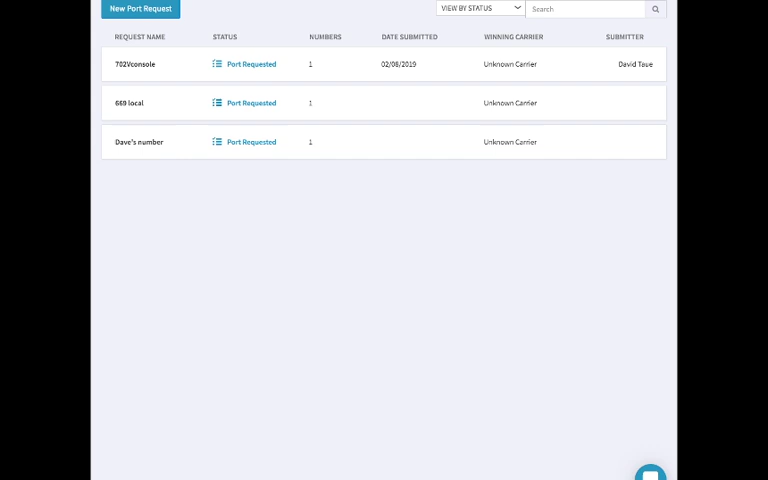 New Port Request VIEW BY STATUS Search
REQUEST NAME STATUS NUMBERS DATE SUBMITTED WINNING CARRIER SUBMITTER
702Vconsole Port Requested 1 02/08/2019 Unknown Carrier David Taue
669 local Port Requested 1 Unknown Carrier
Dave's number Port Requested 1 Unknown Carrier